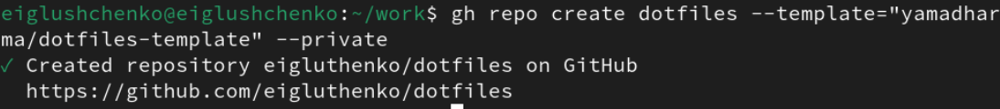 eiglushchenko@eiglushchenko:~/work$ gh repo create dotfiles --template="yamadhar
ma/dotfiles-template" --private
✓ Created repository eigluthenko/dotfiles on GitHub
https://github.com/eigluthenko/dotfiles